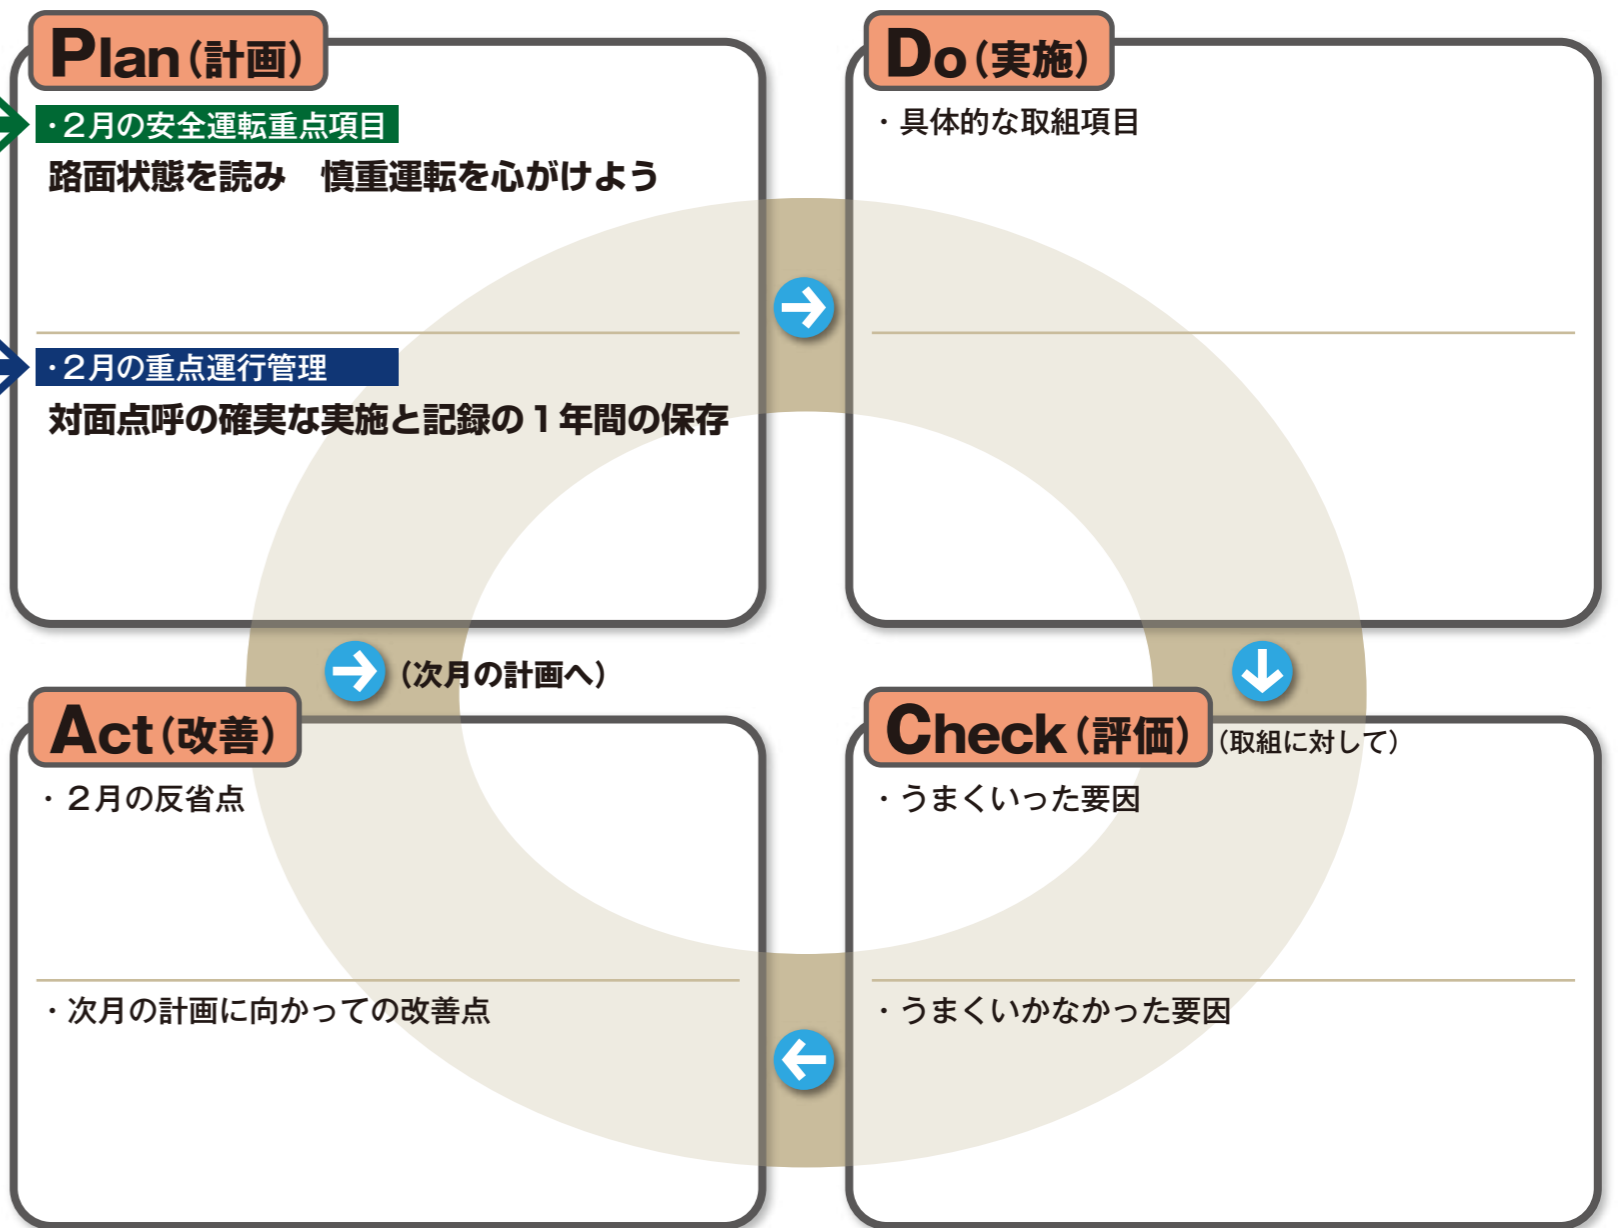 Plan(計画)
・2月の安全運転重点項目
路面状態を読み　慎重運転を心がけよう
・2月の重点運行管理
対面点呼の確実な実施と記録の1年間の保存
Do(実施)
・具体的な取組項目
(次月の計画へ)
Act(改善)
・2月の反省点
・次月の計画に向かっての改善点
Check(評価)(取組に対して)
・うまくいった要因
・うまくいかなかった要因